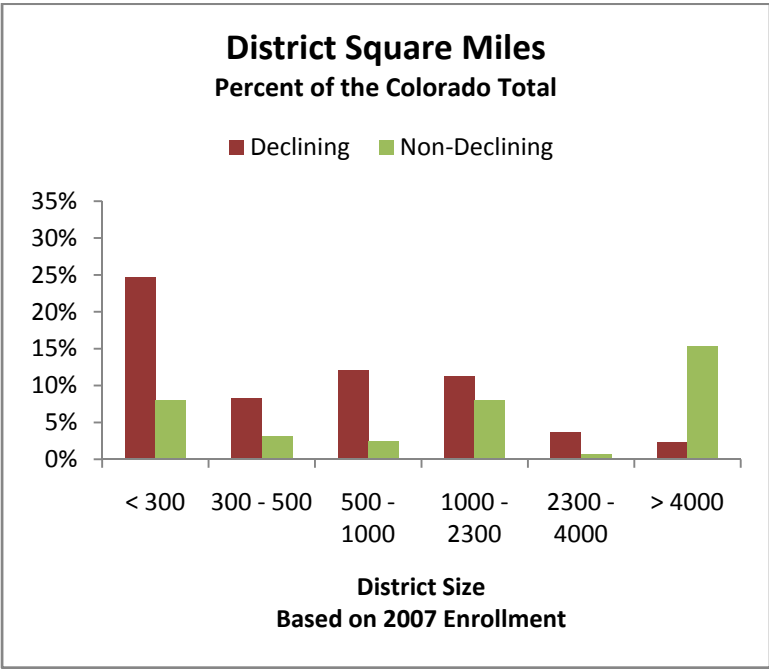 District Square Miles
Percent of the Colorado Total
Declining Non-Declining
35%
30%
25%
20%
15%
10%
5%
0%
< 300 300 - 500 500 - 1000 1000 - 2300 2300 - 4000 > 4000
District Size
Based on 2007 Enrollment